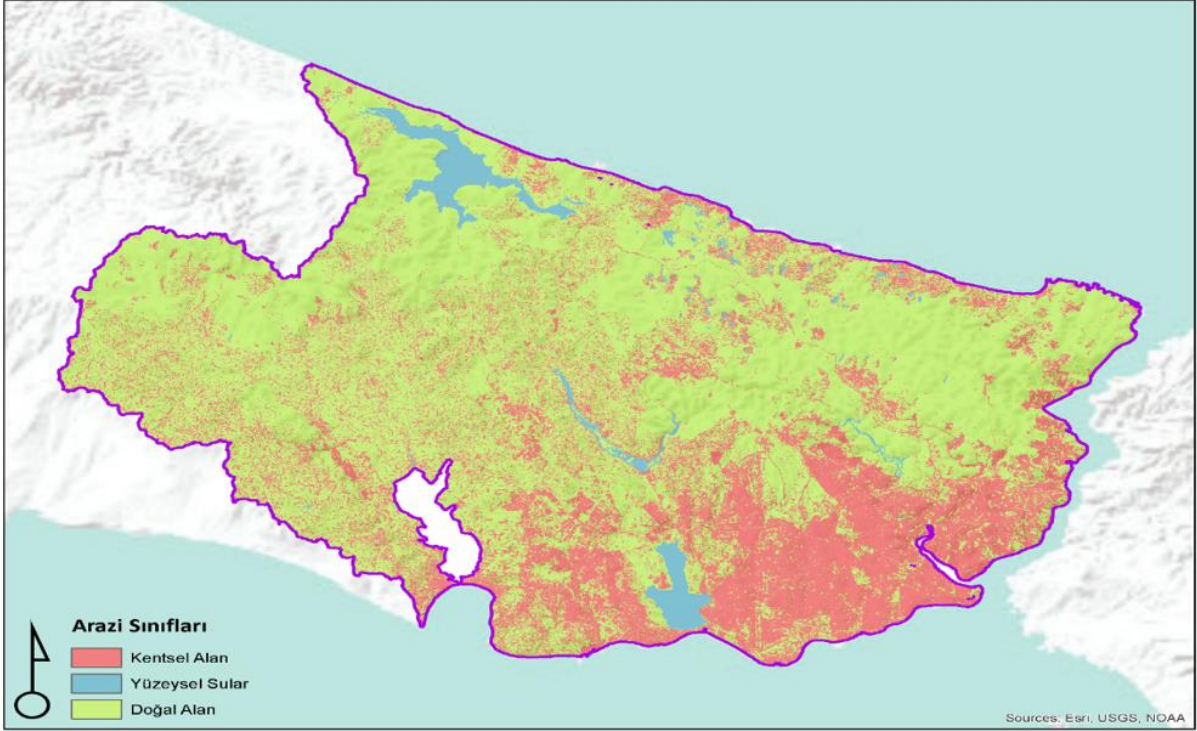 Arazi Sınıfları
Kentsel Alan
Yüzeysel Sular
Doğal Alan
Sources: Esri, USGS, NOAA